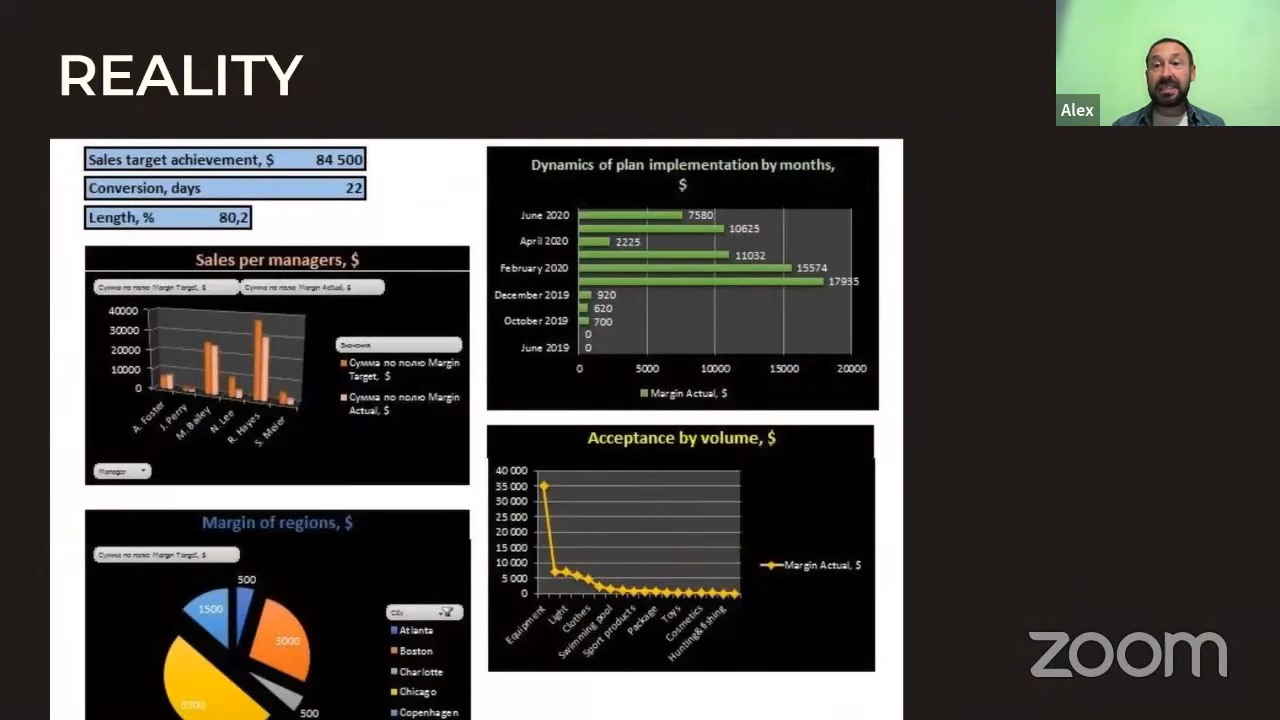 REALITY
Alex
Sales target achievement, $ 84 500
Conversion, days 22
Length, % 80,2
Sales per managers, $
Сумма по полю Margin Target, $ Сумма по полю Margin Actual, $
40000
30000
20000
10000
0
A. Foster
J. Perry
M. Bailey
N. Lee
R. Hayes
S. Meier
Значения
Сумма по полю Margin
Target, $
Сумма по полю Margin
Actual, $
Manager
Margin of regions, $
Сумма по полю Margin Target, $
500
1500
3000
500
City
Atlanta
Boston
Charlotte
Chicago
Copenhagen
Dynamics of plan implementation by months,
$
June 2020 7580
10625
April 2020 2225
11032
February 2020 15574
17935
December 2019 920
620
October 2019 700
0
June 2019 0
0 5000 10000 15000 20000
Margin Actual, $
Acceptance by volume, $
40 000
35 000
30 000
25 000
20 000
15 000
10 000
5 000
0
Equipment
Light
Clothes
Swimming pool
Sport products
Package
Toys
Cosmetics
Hunting&fishing
Margin Actual, $
zoom